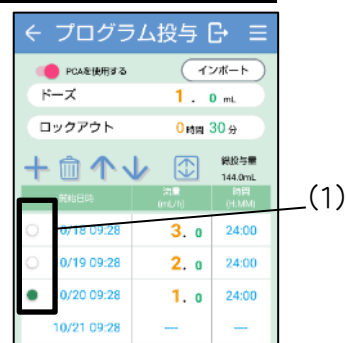 プログラム投与
PCAを使用する インポート
ドーズ 1 . 0 mL
ロックアウト 0 時間 30 分
総投与量
144.0mL
開始日時 流量 (mL/h) 時間 (H:MM)
0/18 09:28 3. 0 24:00
(1)
0/19 09:28 2. 0 24:00
0/20 09:28 1. 0 24:00
10/21 09:28 — —